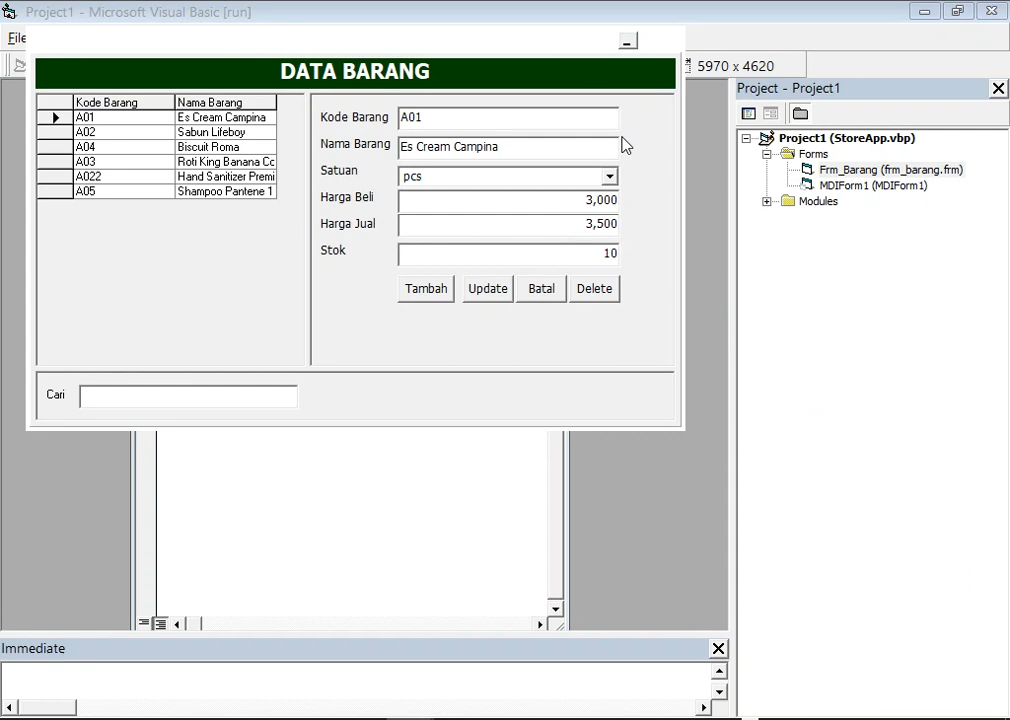 Project1 - Microsoft Visual Basic [run]
File
5970 x 4620
DATA BARANG
Kode Barang Nama Barang
A01 Es Cream Campina
A02 Sabun Lifeboy
A04 Biscuit Roma
A03 Roti King Banana Cc
A022 Hand Sanitizer Premi
A05 Shampoo Pantene 1
Kode Barang A01
Nama Barang Es Cream Campina
Satuan pcs
Harga Beli 3,000
Harga Jual 3,500
Stok 10
Tambah Update Batal Delete
Cari
Project - Project1
Project1 (StoreApp.vbp)
Forms
Frm_Barang (frm_barang.frm)
MDIForm1 (MDIForm1)
Modules
Immediate